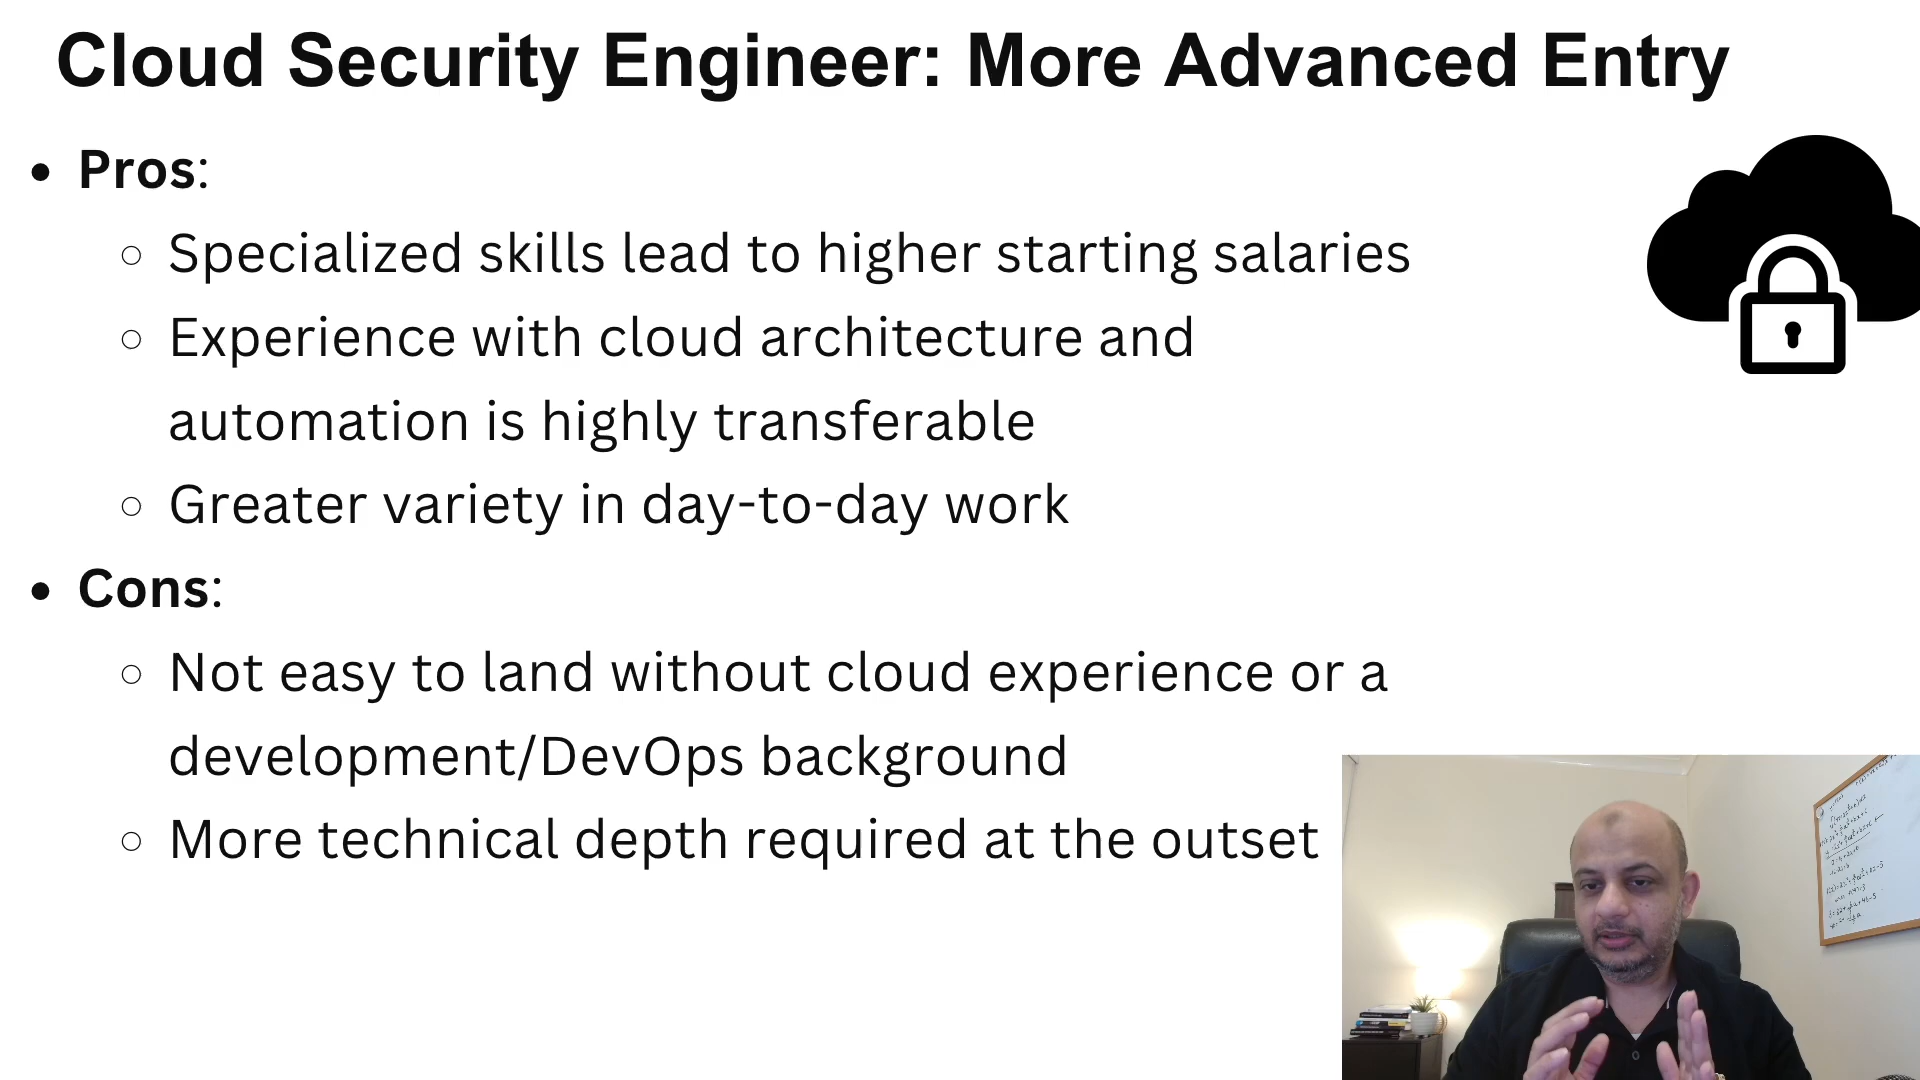 Cloud Security Engineer: More Advanced Entry
Pros:
Specialized skills lead to higher starting salaries
Experience with cloud architecture and
automation is highly transferable
Greater variety in day-to-day work
Cons:
Not easy to land without cloud experience or a
development/DevOps background
More technical depth required at the outset